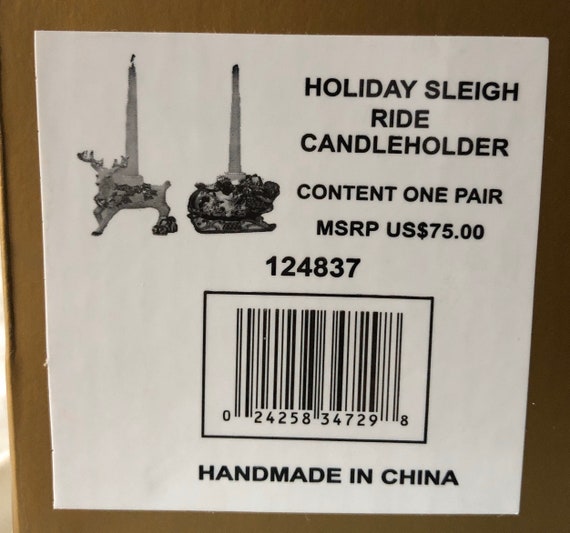 HOLIDAY SLEIGH
RIDE
CANDLEHOLDER
CONTENT ONE PAIR
MSRP US$75.00
124837
0 24258 34729 8
HANDMADE IN CHINA